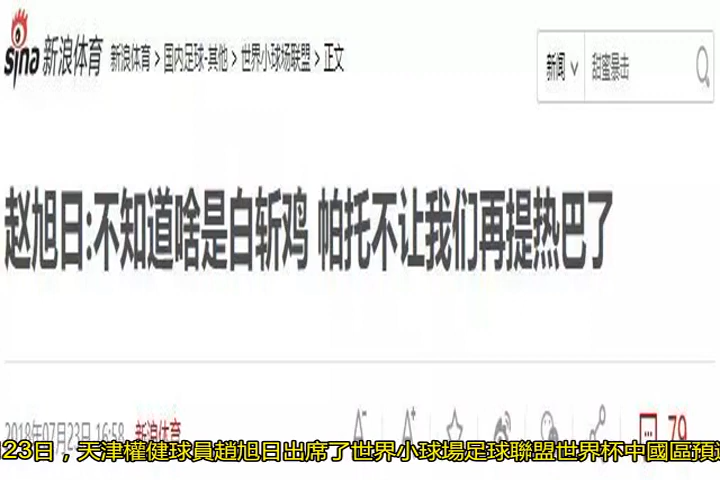 sina 新浪体育 新浪体育 > 国内足球-其他 > 世界小球场联盟 > 正文
新闻 甜蜜暴击
赵旭日:不知道啥是白斩鸡 帕托不让我们再提热巴了
2018年07月23日 16:58 新浪体育 A- A+ 79
23日，天津權健球員趙旭日出席了世界小球場足球聯盟世界杯中國區預